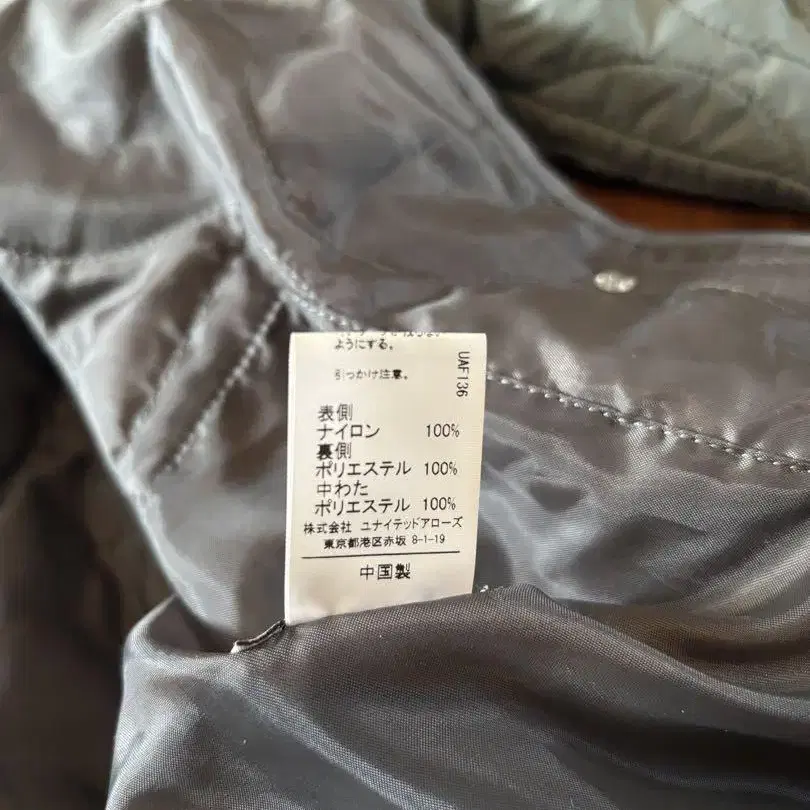 ようにする。
引っかけ注意。
UAF136
表側
ナイロン 100%
裏側
ポリエステル 100%
中わた
ポリエステル 100%
株式会社 ユナイテッドアローズ
東京都港区赤坂 8-1-19
中国製